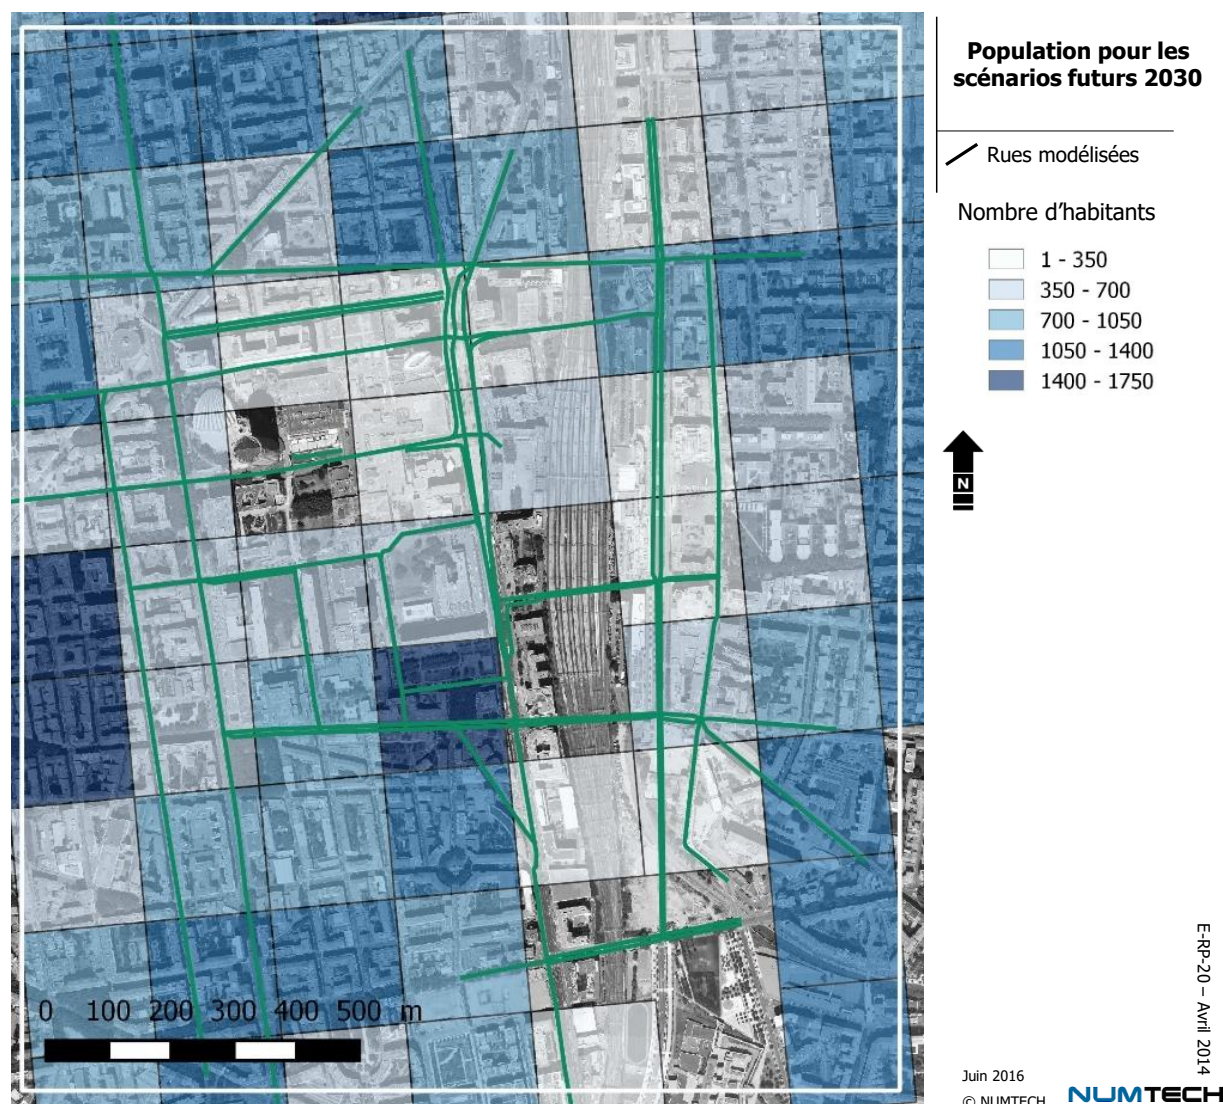 Population pour les
scénarios futurs 2030
Rues modélisées
Nombre d’habitants
1 - 350
350 - 700
700 - 1050
1050 - 1400
1400 - 1750
N
0 100 200 300 400 500 m
E-RP-20 – Avril 2014
Juin 2016
© NUMTECH
NUMTECH